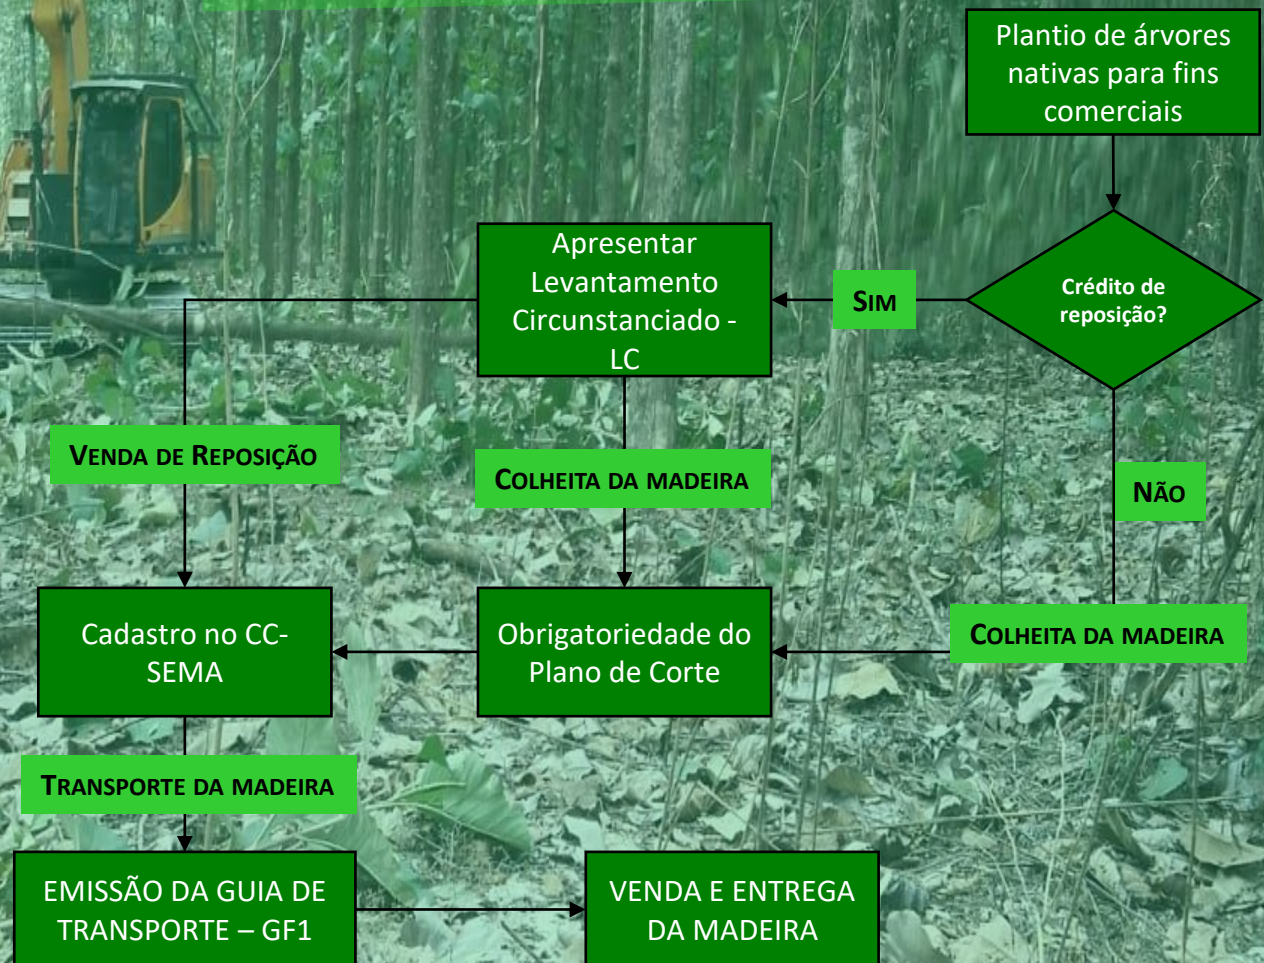 Plantio de árvores
nativas para fins
comerciais
Crédito de
reposição?
SIM
Apresentar
Levantamento
Circunstanciado -
LC
VENDA DE REPOSIÇÃO
COLHEITA DA MADEIRA
NÃO
COLHEITA DA MADEIRA
Obrigatoriedade do
Plano de Corte
Cadastro no CC-
SEMA
TRANSPORTE DA MADEIRA
EMISSÃO DA GUIA DE
TRANSPORTE – GF1
VENDA E ENTREGA
DA MADEIRA